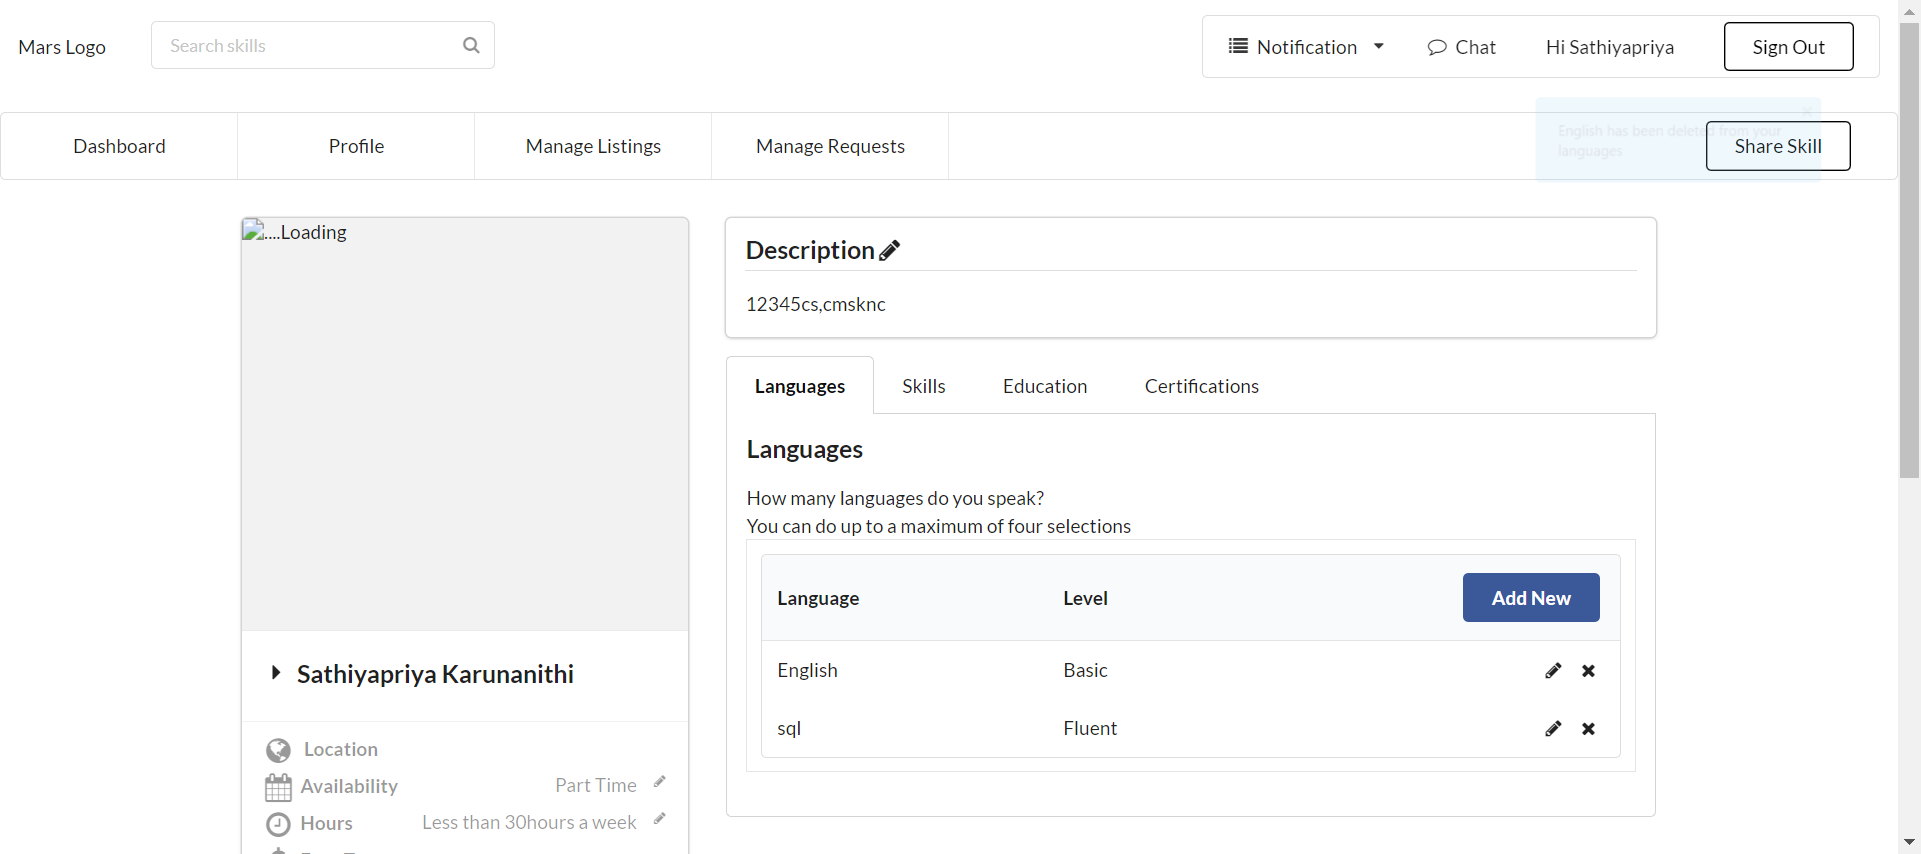 Mars Logo
Search skills
Notification
Chat
Hi Sathiyapriya
Sign Out
Dashboard
Profile
Manage Listings
Manage Requests
English has been deleted from your
languages
Share Skill
....Loading
Description
12345cs,cmsknc
Languages
Skills
Education
Certifications
Languages
How many languages do you speak?
You can do up to a maximum of four selections
Language Level Add New
English Basic
sql Fluent
Sathiyapriya Karunanithi
Location
Availability Part Time
Hours Less than 30hours a week